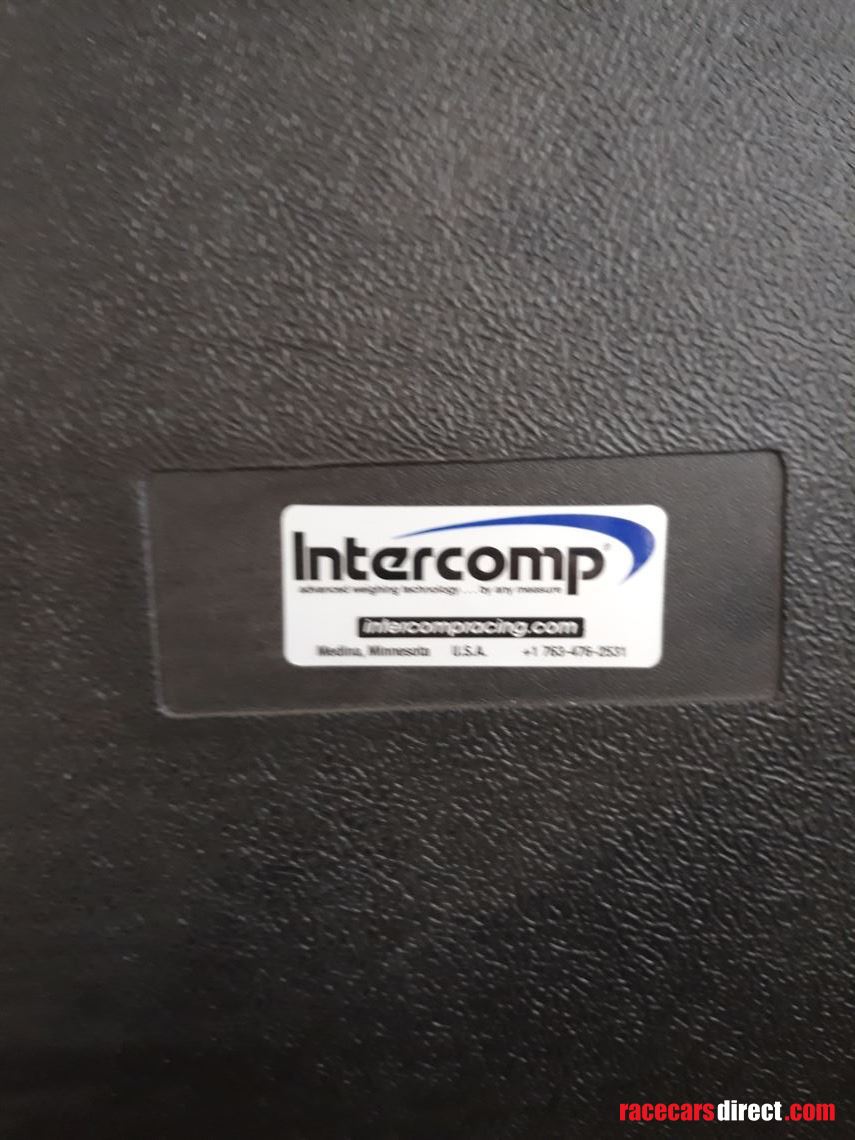 Intercomp®
advanced weighing technology . . . by any measure
intercompracing.com
Medina, Minnesota U.S.A. +1 763-476-2531
racecarsdirect.com